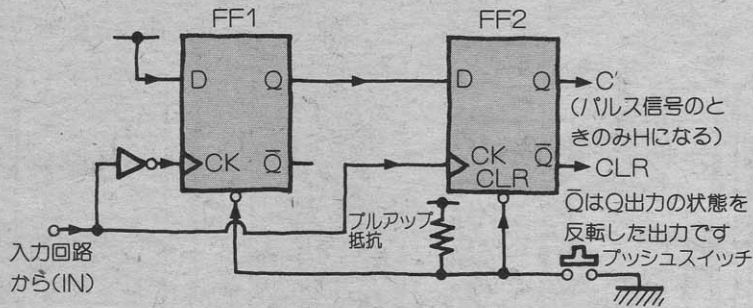 FF1
FF2
D
Q
CK
Q̅
D
Q
C'
(パルス信号のと
きのみHになる)
CK
CLR
Q̅
CLR
Q̅はQ出力の状態を
反転した出力です
プルアップ
抵抗
プッシュスイッチ
入力回路
から(IN)